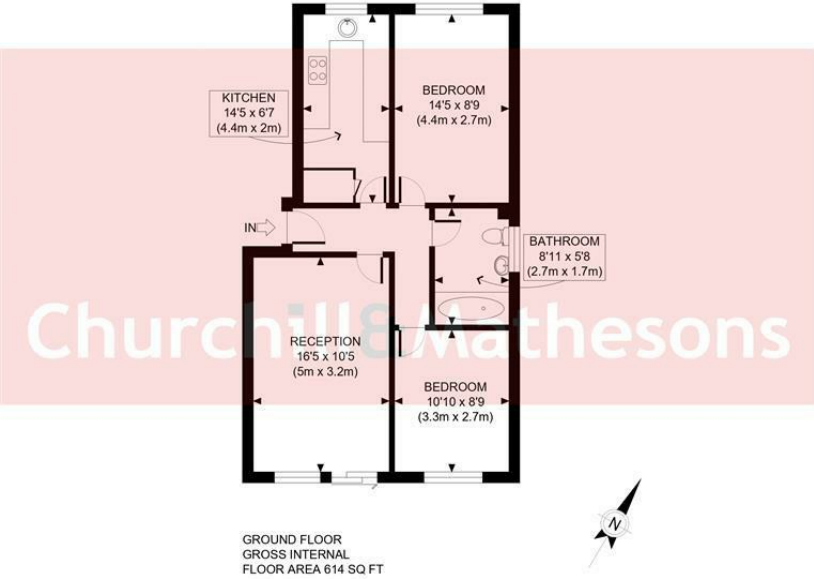 KITCHEN
14'5 x 6'7
(4.4m x 2m)
BEDROOM
14'5 x 8'9
(4.4m x 2.7m)
IN
BATHROOM
8'11 x 5'8
(2.7m x 1.7m)
Churchill & Mathesons
RECEPTION
16'5 x 10'5
(5m x 3.2m)
BEDROOM
10'10 x 8'9
(3.3m x 2.7m)
N
GROUND FLOOR
GROSS INTERNAL
FLOOR AREA 614 SQ FT